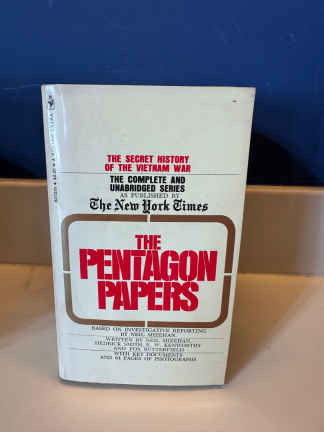 THE SECRET HISTORY
OF THE VIETNAM WAR
THE COMPLETE AND
UNABRIDGED SERIES
AS PUBLISHED BY
The New York Times
THE
PENTAGON
PAPERS
BASED ON INVESTIGATIVE REPORTING
BY NEIL SHEEHAN.
WRITTEN BY NEIL SHEEHAN,
HEDRICK SMITH, E. W. KENWORTHY
AND FOX BUTTERFIELD
WITH KEY DOCUMENTS
AND 64 PAGES OF PHOTOGRAPHS